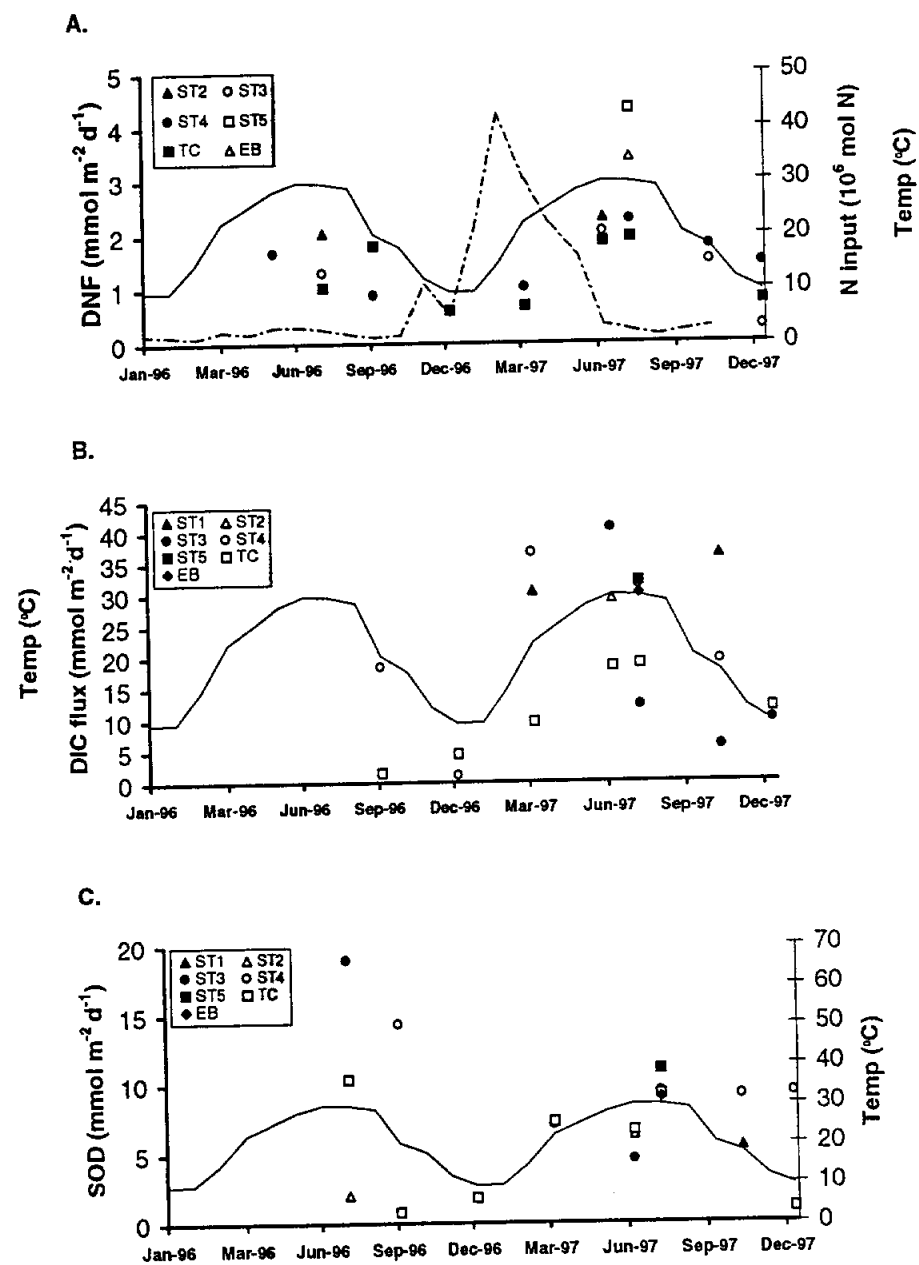 A.
DNF (mmol m⁻² d⁻¹)
5
4
3
2
1
0
ST2 ST3
ST4 ST5
TC EB
50
40
30
20
10
0
N input (10⁶ mol N)
Temp (°C)
Jan-96 Mar-96 Jun-96 Sep-96 Dec-96 Mar-97 Jun-97 Sep-97 Dec-97
B.
Temp (°C)
DIC flux (mmol m⁻² d⁻¹)
45
40
35
30
25
20
15
10
5
0
ST1 ST2
ST3 ST4
ST5 TC
EB
Jan-96 Mar-96 Jun-96 Sep-96 Dec-96 Mar-97 Jun-97 Sep-97 Dec-97
C.
SOD (mmol m⁻² d⁻¹)
20
15
10
5
0
ST1 ST2
ST3 ST4
ST5 TC
EB
70
60
50
40
30
20
10
0
Temp (°C)
Jan-96 Mar-96 Jun-96 Sep-96 Dec-96 Mar-97 Jun-97 Sep-97 Dec-97